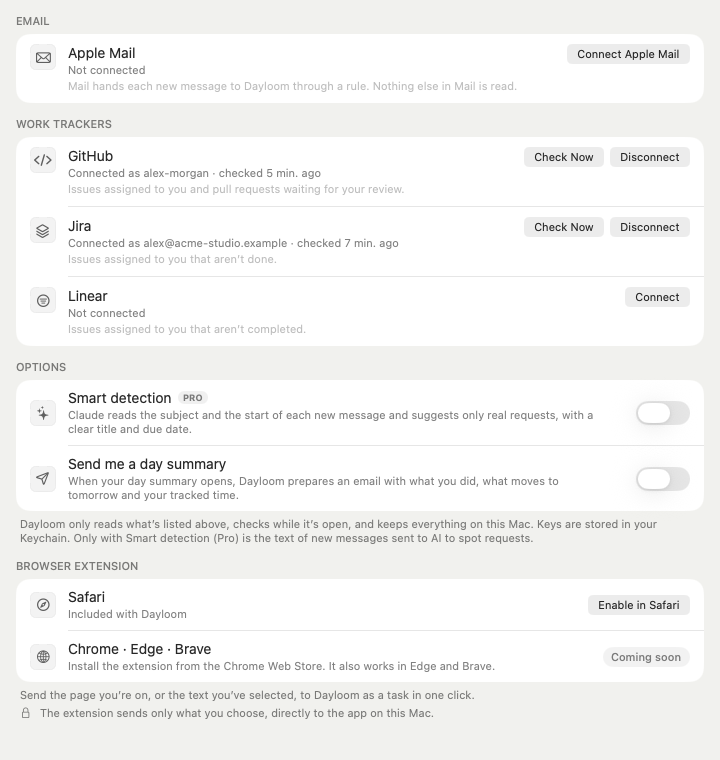 EMAIL
Apple Mail
Connect Apple Mail
Not connected
Mail hands each new message to Dayloom through a rule. Nothing else in Mail is read.
WORK TRACKERS
GitHub
Check Now
Disconnect
Connected as alex-morgan · checked 5 min. ago
Issues assigned to you and pull requests waiting for your review.
Jira
Check Now
Disconnect
Connected as alex@acme-studio.example · checked 7 min. ago
Issues assigned to you that aren’t done.
Linear
Connect
Not connected
Issues assigned to you that aren’t completed.
OPTIONS
Smart detection PRO
Claude reads the subject and the start of each new message and suggests only real requests, with a
clear title and due date.
Send me a day summary
When your day summary opens, Dayloom prepares an email with what you did, what moves to
tomorrow and your tracked time.
Dayloom only reads what’s listed above, checks while it’s open, and keeps everything on this Mac. Keys are stored in your
Keychain. Only with Smart detection (Pro) is the text of new messages sent to AI to spot requests.
BROWSER EXTENSION
Safari
Included with Dayloom
Enable in Safari
Chrome · Edge · Brave
Install the extension from the Chrome Web Store. It also works in Edge and Brave.
Coming soon
Send the page you’re on, or the text you’ve selected, to Dayloom as a task in one click.
The extension sends only what you choose, directly to the app on this Mac.